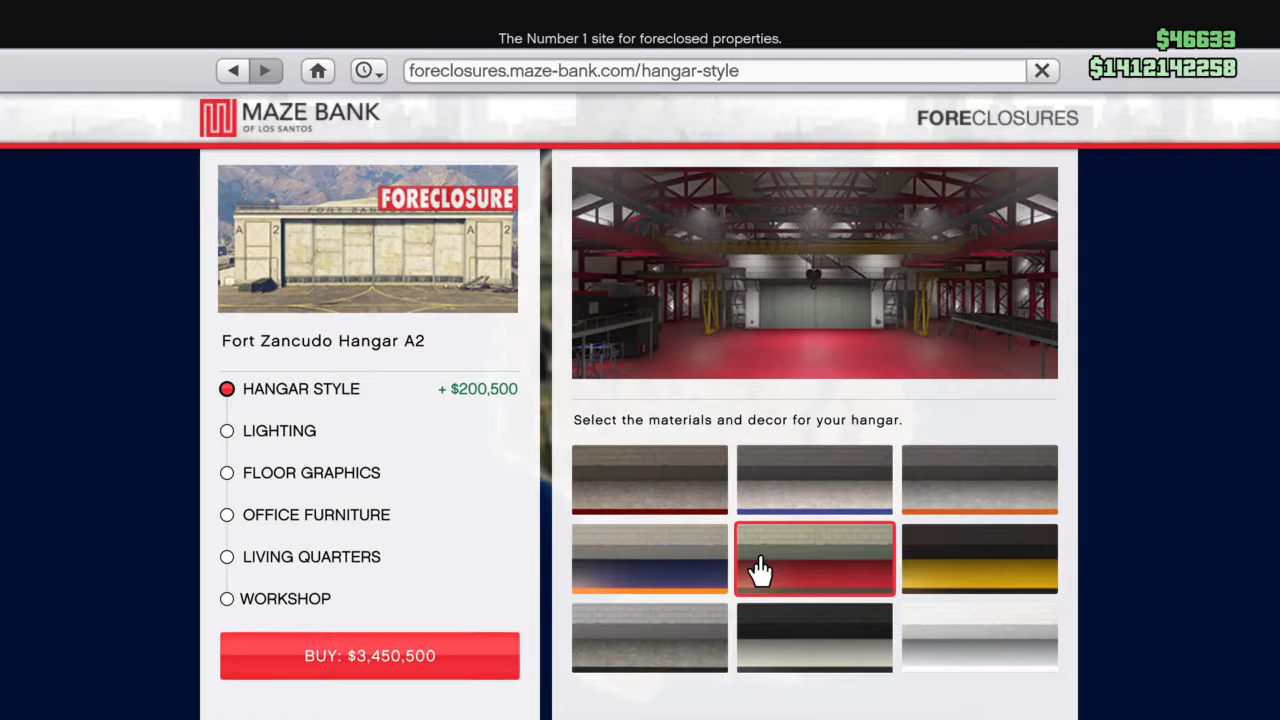 The Number 1 site for foreclosed properties.
$46633
$1412142258
foreclosures.maze-bank.com/hangar-style
MAZE BANK
OF LOS SANTOS
FORECLOSURES
FORECLOSURE
A 2
A 2
Fort Zancudo Hangar A2
HANGAR STYLE + $200,500
LIGHTING
FLOOR GRAPHICS
OFFICE FURNITURE
LIVING QUARTERS
WORKSHOP
BUY: $3,450,500
Select the materials and decor for your hangar.